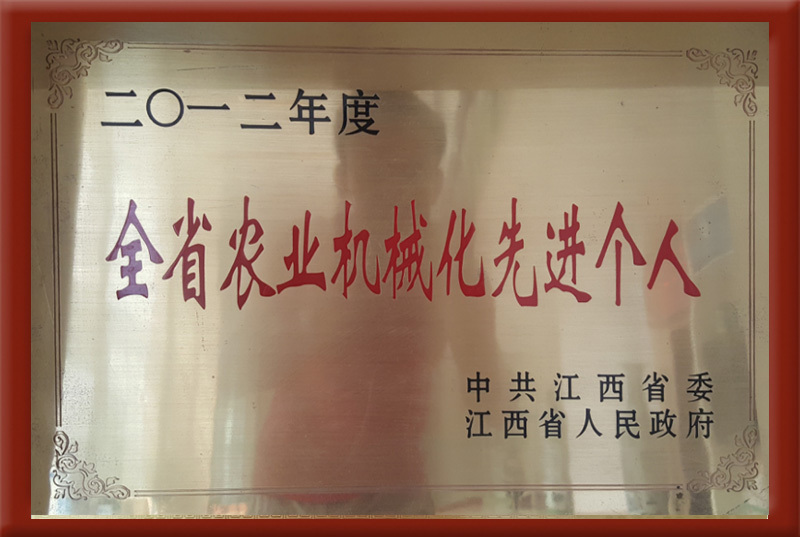 二〇一二年度
全省农业机械化先进个人
中共江西省委
江西省人民政府